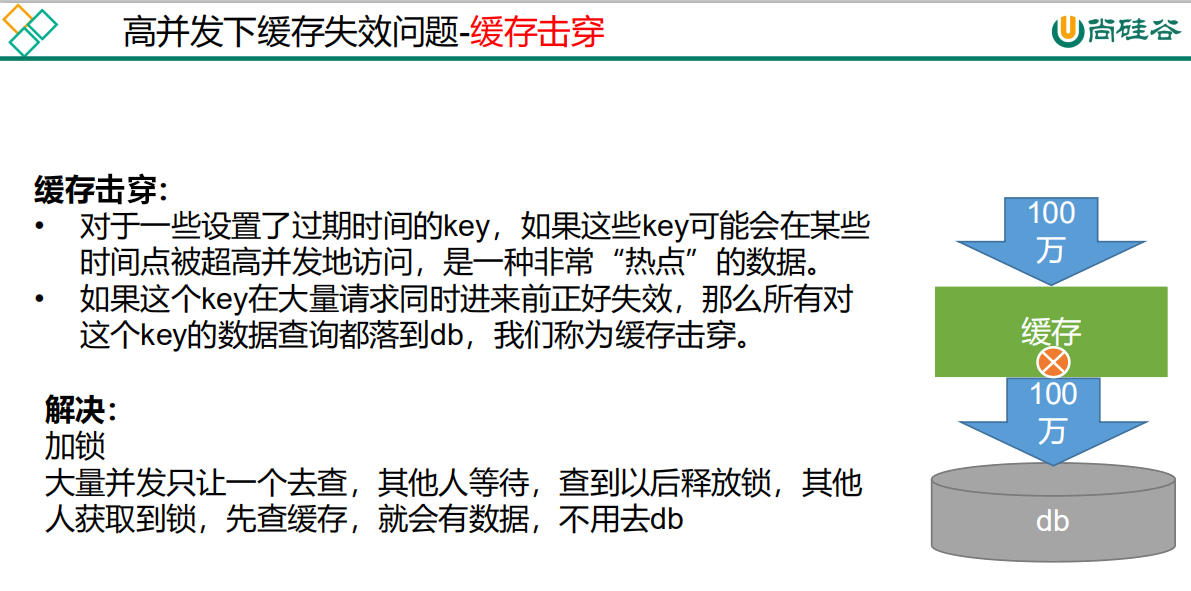 高并发下缓存失效问题-缓存击穿
尚硅谷
缓存击穿：
• 对于一些设置了过期时间的key，如果这些key可能会在某些
时间点被超高并发地访问，是一种非常“热点”的数据。
• 如果这个key在大量请求同时进来前正好失效，那么所有对
这个key的数据查询都落到db，我们称为缓存击穿。
解决：
加锁
大量并发只让一个去查，其他人等待，查到以后释放锁，其他
人获取到锁，先查缓存，就会有数据，不用去db
100
万
缓存
100
万
db